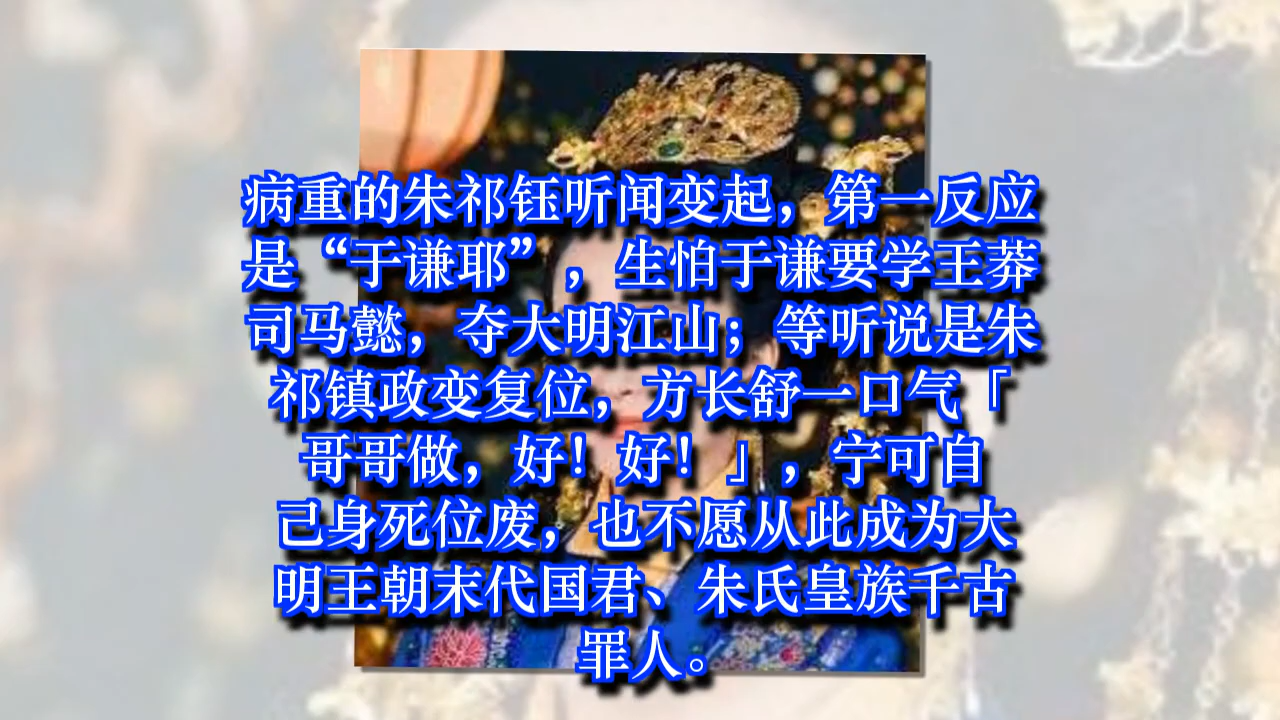 病重的朱祁钰听闻变起，第一反应
是“于谦耶”，生怕于谦要学王莽
司马懿，夺大明江山；等听说是朱
祁镇政变复位，方长舒一口气「
哥哥做，好！好！」，宁可自
己身死位废，也不愿从此成为大
明王朝末代国君、朱氏皇族千古
罪人。